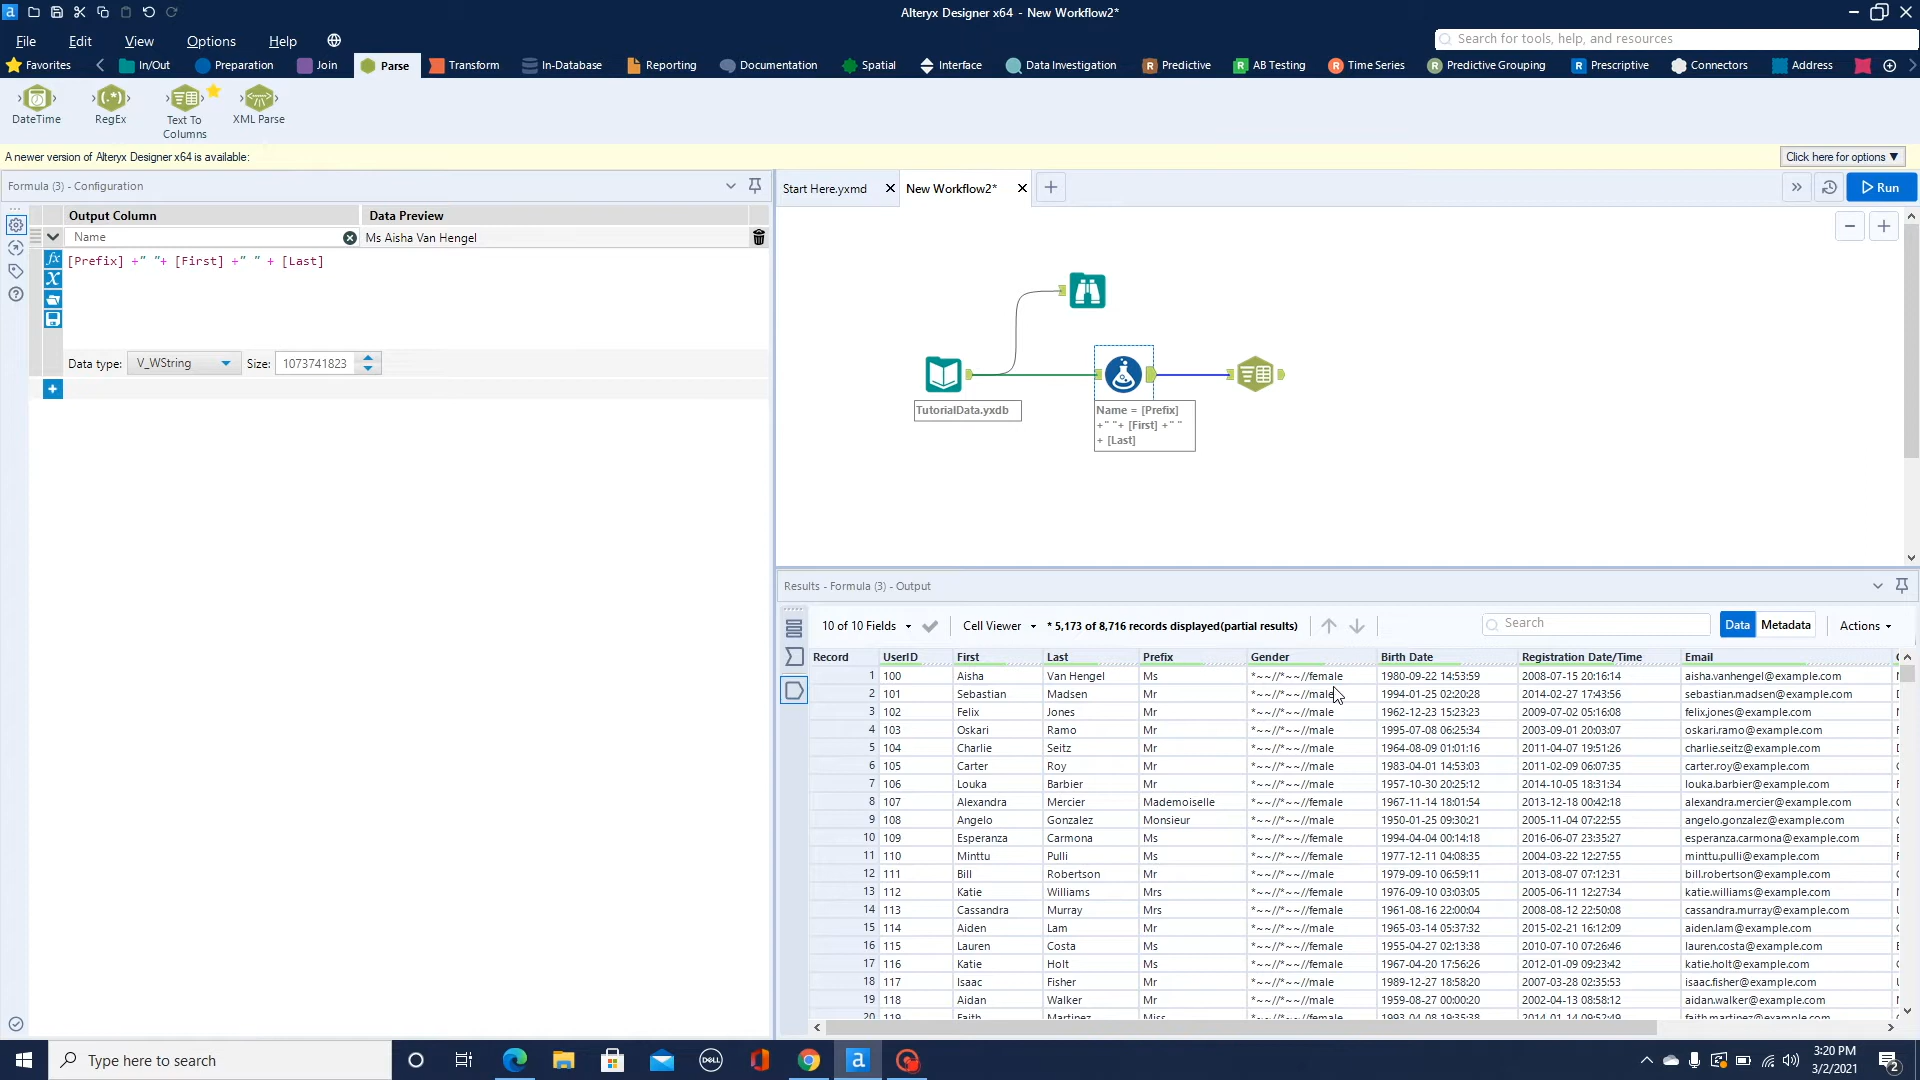 Alteryx Designer x64 - New Workflow2*
File Edit View Options Help
Search for tools, help, and resources
Favorites In/Out Preparation Join Parse Transform In-Database Reporting Documentation Spatial Interface Data Investigation Predictive AB Testing Time Series Predictive Grouping Prescriptive Connectors Address
DateTime RegEx Text To Columns XML Parse
A newer version of Alteryx Designer x64 is available:
Click here for options ▼
Formula (3) - Configuration
Start Here.yxmd New Workflow2* Run
Output Column Data Preview
Name Ms Aisha Van Hengel
[Prefix] +" "+ [First] +" " + [Last]
Data type: V_WString Size: 1073741823
TutorialData.yxdb
Name = [Prefix]
+" "+ [First] +" "
+ [Last]
Results - Formula (3) - Output
10 of 10 Fields Cell Viewer * 5,173 of 8,716 records displayed(partial results) Search Data Metadata Actions
Record UserID First Last Prefix Gender Birth Date Registration Date/Time Email
1 100 Aisha Van Hengel Ms *~~//*~~//female 1980-09-22 14:53:59 2008-07-15 20:16:14 aisha.vanhengel@example.com
2 101 Sebastian Madsen Mr *~~//*~~//male 1994-01-25 02:20:28 2014-02-27 17:43:56 sebastian.madsen@example.com
3 102 Felix Jones Mr *~~//*~~//male 1962-12-23 15:23:23 2009-07-02 05:16:08 felix.jones@example.com
4 103 Oskari Ramo Mr *~~//*~~//male 1995-07-08 06:25:34 2003-09-01 20:03:07 oskari.ramo@example.com
5 104 Charlie Seitz Mr *~~//*~~//male 1964-08-09 01:01:16 2011-04-07 19:51:26 charlie.seitz@example.com
6 105 Carter Roy Mr *~~//*~~//male 1983-04-01 14:53:03 2011-02-09 06:07:35 carter.roy@example.com
7 106 Louka Barbier Mr *~~//*~~//male 1957-10-30 20:25:12 2014-10-05 18:31:34 louka.barbier@example.com
8 107 Alexandra Mercier Mademoiselle *~~//*~~//female 1967-11-14 18:01:54 2013-12-18 00:42:18 alexandra.mercier@example.com
9 108 Angelo Gonzalez Monsieur *~~//*~~//male 1950-01-25 09:30:21 2005-11-04 07:22:55 angelo.gonzalez@example.com
10 109 Esperanza Carmona Ms *~~//*~~//female 1994-04-04 00:14:18 2016-06-07 23:35:27 esperanza.carmona@example.com
11 110 Minttu Pulli Ms *~~//*~~//female 1977-12-11 04:08:35 2004-03-22 12:27:55 minttu.pulli@example.com
12 111 Bill Robertson Mr *~~//*~~//male 1979-09-10 06:59:11 2013-08-07 07:12:31 bill.robertson@example.com
13 112 Katie Williams Mrs *~~//*~~//female 1976-09-10 03:03:05 2005-06-11 12:27:34 katie.williams@example.com
14 113 Cassandra Murray Mrs *~~//*~~//female 1961-08-16 22:00:04 2008-08-12 22:50:08 cassandra.murray@example.com
15 114 Aiden Lam Mr *~~//*~~//male 1965-03-14 05:37:32 2015-02-21 16:12:09 aiden.lam@example.com
16 115 Lauren Costa Ms *~~//*~~//female 1955-04-27 02:13:38 2010-07-10 07:26:46 lauren.costa@example.com
17 116 Katie Holt Ms *~~//*~~//female 1967-04-20 17:56:26 2012-01-09 09:23:42 katie.holt@example.com
18 117 Isaac Fisher Mr *~~//*~~//male 1989-12-27 18:58:20 2007-03-28 02:35:53 isaac.fisher@example.com
19 118 Aidan Walker Mr *~~//*~~//male 1959-08-27 00:00:20 2002-04-13 08:58:12 aidan.walker@example.com
20 119 Faith Martinez Miss *~~//*~~//female 1993-04-08 19:35:38 2014-01-14 09:52:49 faith.martinez@example.com
Type here to search
DELL
3:20 PM
3/2/2021
2